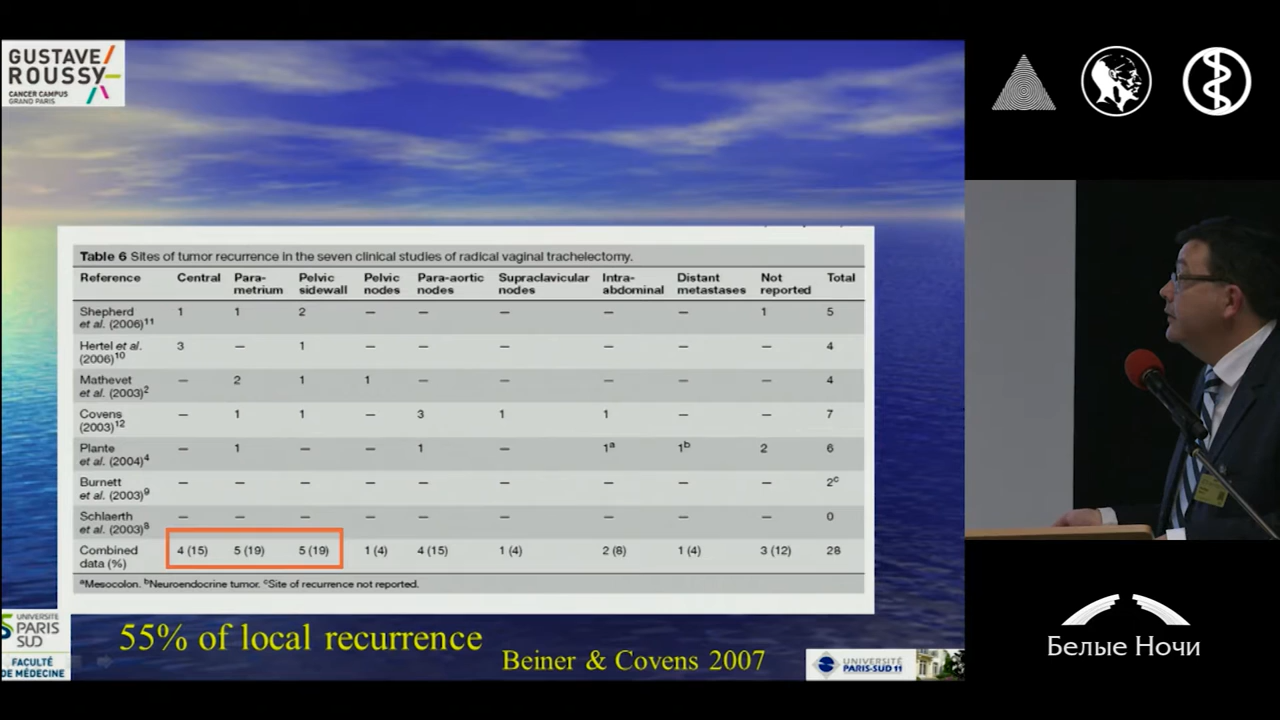 GUSTAVE
ROUSSY
CANCER CAMPUS
GRAND PARIS
Table 6 Sites of tumor recurrence in the seven clinical studies of radical vaginal trachelectomy.
Reference Central Para-metrium Pelvic sidewall Pelvic nodes Para-aortic nodes Supraclavicular nodes Intra-abdominal Distant metastases Not reported Total
Shepherd et al. (2006)11 1 1 2 — — — — — 1 5
Hertel et al. (2006)10 3 — 1 — — — — — — 4
Mathevet et al. (2003)2 — 2 1 1 — — — — — 4
Covens (2003)12 — 1 1 — 3 1 1 — — 7
Plante et al. (2004)4 — 1 — — 1 — 1a 1b 2 6
Burnett et al. (2003)9 — — — — — — — — — 2c
Schlaerth et al. (2003)8 — — — — — — — — — 0
Combined data (%) 4 (15) 5 (19) 5 (19) 1 (4) 4 (15) 1 (4) 2 (8) 1 (4) 3 (12) 28
aMesocolon. bNeuroendocrine tumor. cSite of recurrence not reported.
UNIVERSITÉ
PARIS
SUD
FACULTÉ
DE MÉDECINE
55% of local recurrence
Beiner & Covens 2007
UNIVERSITÉ
PARIS-SUD 11
Белые Ночи